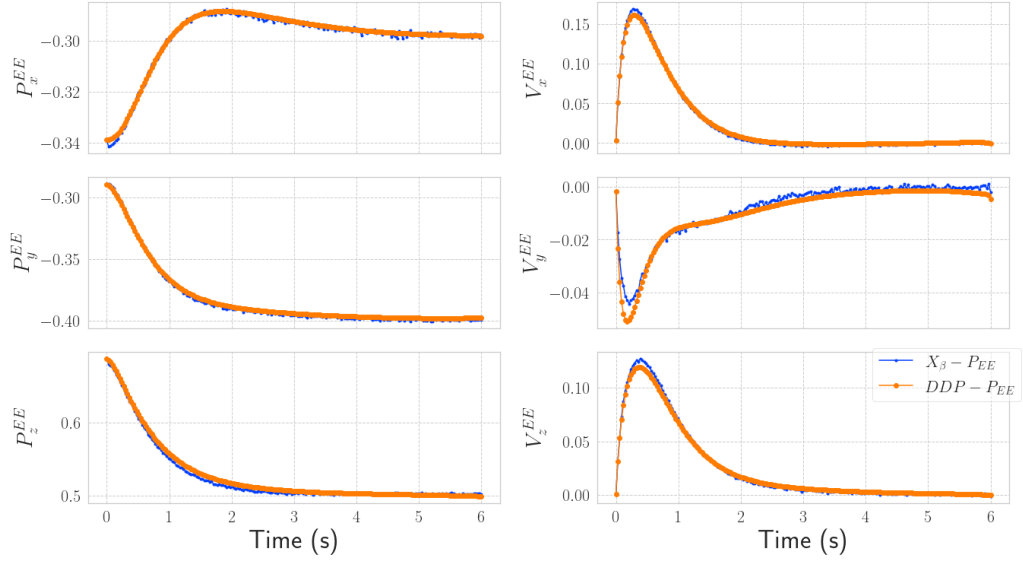 −0.30
−0.32
−0.34
P_x^{EE}
0.15
0.10
0.05
0.00
V_x^{EE}
−0.30
−0.35
−0.40
P_y^{EE}
0.00
−0.02
−0.04
V_y^{EE}
0.6
0.5
P_z^{EE}
0 1 2 3 4 5 6
Time (s)
0.10
0.05
0.00
V_z^{EE}
X_β − P_{EE}
DDP − P_{EE}
0 1 2 3 4 5 6
Time (s)